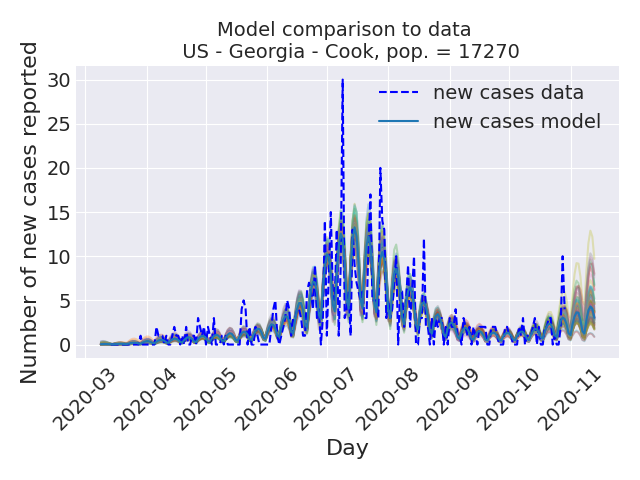 Model comparison to data
US - Georgia - Cook, pop. = 17270
Number of new cases reported
30
25
20
15
10
5
0
new cases data
new cases model
2020-03
2020-04
2020-05
2020-06
2020-07
2020-08
2020-09
2020-10
2020-11
Day